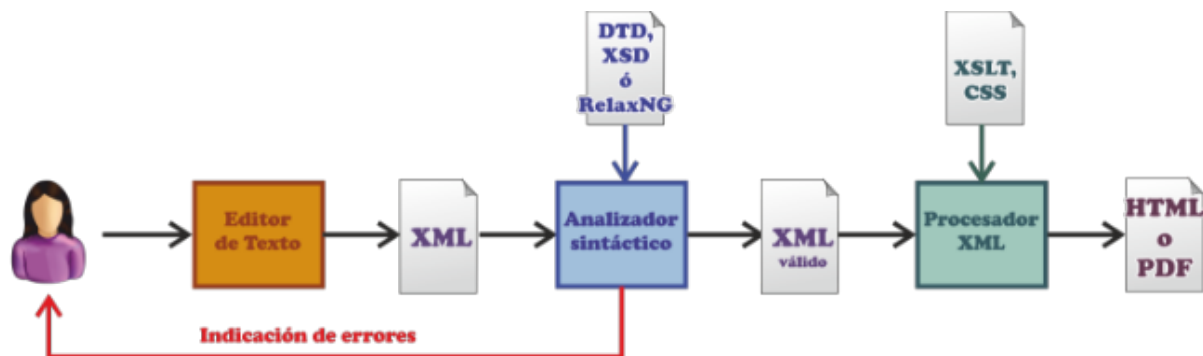 DTD,
XSD
ó
RelaxNG
XSLT,
CSS
Editor
de Texto
XML
Analizador
sintáctico
XML
válido
Procesador
XML
HTML
o
PDF
Indicación de errores